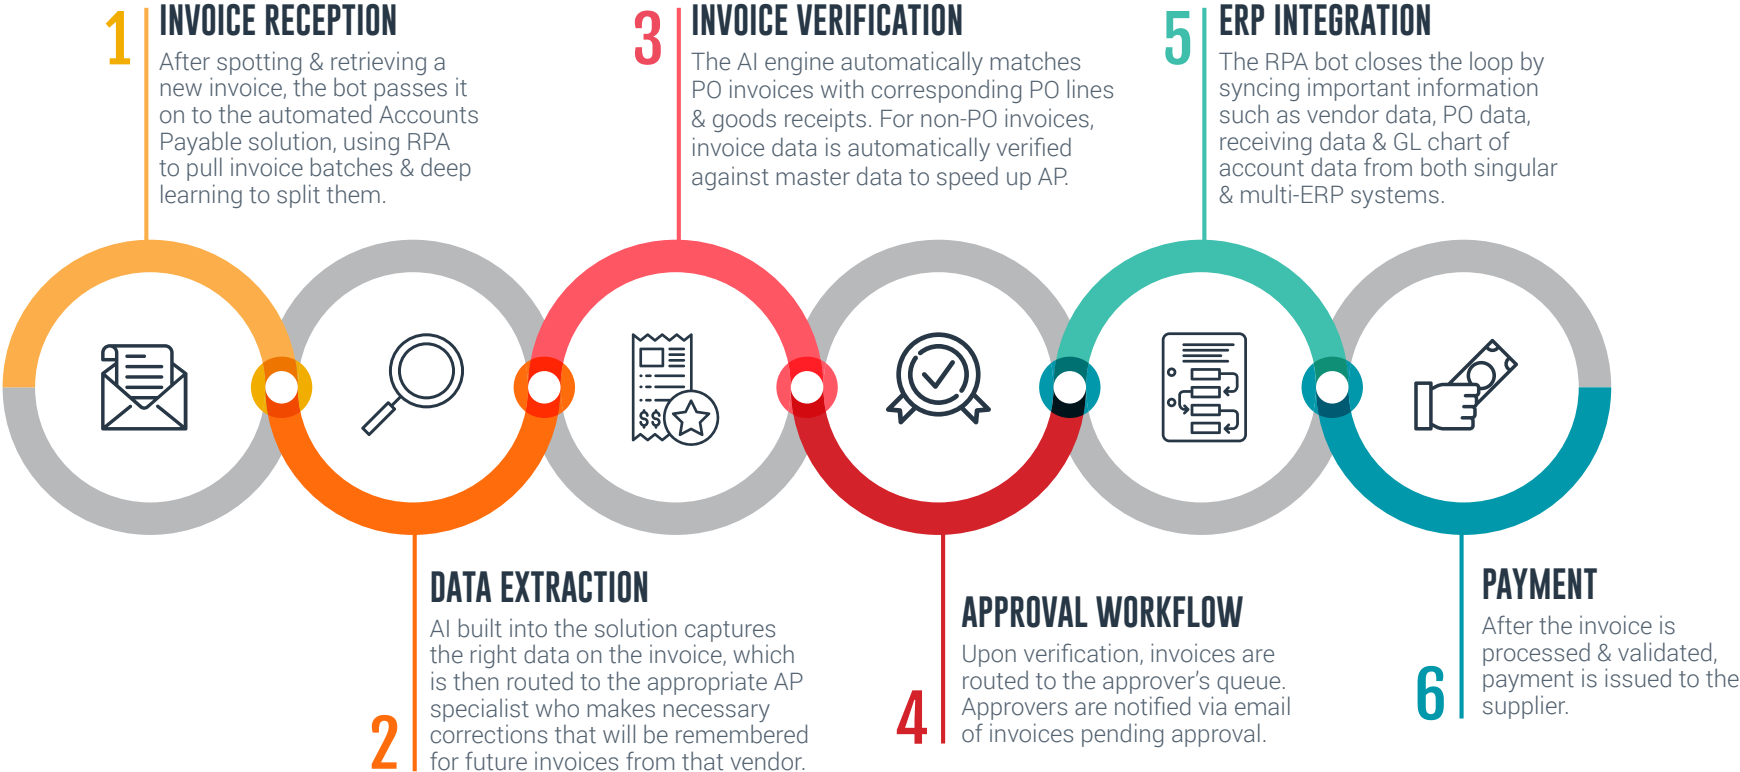 1
INVOICE RECEPTION
After spotting & retrieving a
new invoice, the bot passes it
on to the automated Accounts
Payable solution, using RPA
to pull invoice batches & deep
learning to split them.
2
DATA EXTRACTION
AI built into the solution captures
the right data on the invoice, which
is then routed to the appropriate AP
specialist who makes necessary
corrections that will be remembered
for future invoices from that vendor.
3
INVOICE VERIFICATION
The AI engine automatically matches
PO invoices with corresponding PO lines
& goods receipts. For non-PO invoices,
invoice data is automatically verified
against master data to speed up AP.
$$
4
APPROVAL WORKFLOW
Upon verification, invoices are
routed to the approver's queue.
Approvers are notified via email
of invoices pending approval.
5
ERP INTEGRATION
The RPA bot closes the loop by
syncing important information
such as vendor data, PO data,
receiving data & GL chart of
account data from both singular
& multi-ERP systems.
6
PAYMENT
After the invoice is
processed & validated,
payment is issued to the
supplier.